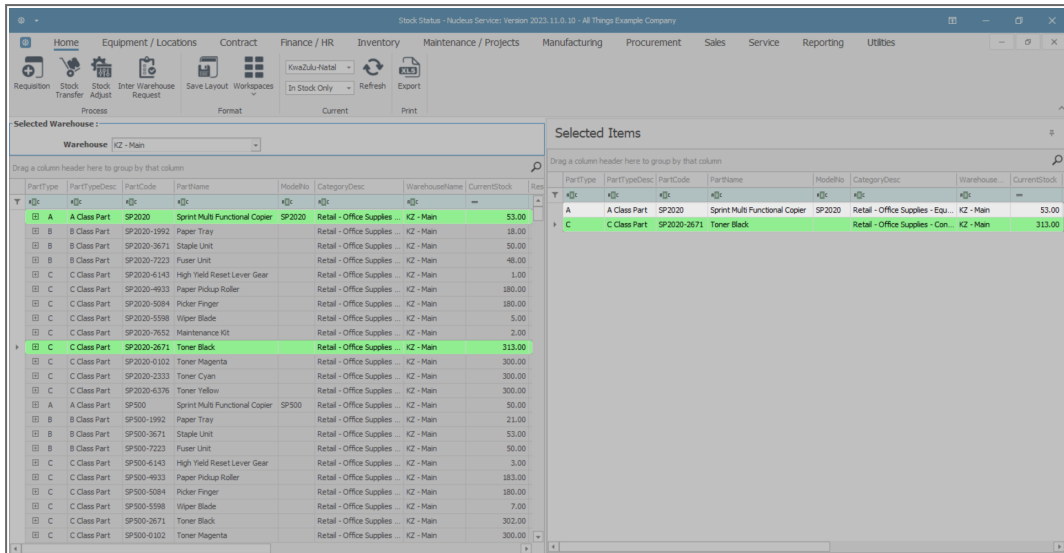 Stock Status - Nucleus Service: Version 2023.11.0.10 - All Things Example Company
Home Equipment / Locations Contract Finance / HR Inventory Maintenance / Projects Manufacturing Procurement Sales Service Reporting Utilities
Requisition Stock Transfer Stock Adjust Inter Warehouse Request Save Layout Workspaces KwaZulu-Natal In Stock Only Refresh XLS Export
Process Format Current Print
Selected Warehouse :
Warehouse KZ - Main
Drag a column header here to group by that column
PartType PartTypeDesc PartCode PartName ModelNo CategoryDesc WarehouseName CurrentStock Res
A A Class Part SP2020 Sprint Multi Functional Copier SP2020 Retail - Office Supplies ... KZ - Main 53.00
B B Class Part SP2020-1992 Paper Tray Retail - Office Supplies ... KZ - Main 18.00
B B Class Part SP2020-3671 Staple Unit Retail - Office Supplies ... KZ - Main 50.00
B B Class Part SP2020-7223 Fuser Unit Retail - Office Supplies ... KZ - Main 48.00
C C Class Part SP2020-6143 High Yield Reset Lever Gear Retail - Office Supplies ... KZ - Main 1.00
C C Class Part SP2020-4933 Paper Pickup Roller Retail - Office Supplies ... KZ - Main 180.00
C C Class Part SP2020-5084 Picker Finger Retail - Office Supplies ... KZ - Main 180.00
C C Class Part SP2020-5598 Wiper Blade Retail - Office Supplies ... KZ - Main 5.00
C C Class Part SP2020-7652 Maintenance Kit Retail - Office Supplies ... KZ - Main 2.00
C C Class Part SP2020-2671 Toner Black Retail - Office Supplies ... KZ - Main 313.00
C C Class Part SP2020-0102 Toner Magenta Retail - Office Supplies ... KZ - Main 300.00
C C Class Part SP2020-2333 Toner Cyan Retail - Office Supplies ... KZ - Main 300.00
C C Class Part SP2020-6376 Toner Yellow Retail - Office Supplies ... KZ - Main 300.00
A A Class Part SP500 Sprint Multi Functional Copier SP500 Retail - Office Supplies ... KZ - Main 50.00
B B Class Part SP500-1992 Paper Tray Retail - Office Supplies ... KZ - Main 21.00
B B Class Part SP500-3671 Staple Unit Retail - Office Supplies ... KZ - Main 53.00
B B Class Part SP500-7223 Fuser Unit Retail - Office Supplies ... KZ - Main 50.00
C C Class Part SP500-6143 High Yield Reset Lever Gear Retail - Office Supplies ... KZ - Main 3.00
C C Class Part SP500-4933 Paper Pickup Roller Retail - Office Supplies ... KZ - Main 183.00
C C Class Part SP500-5084 Picker Finger Retail - Office Supplies ... KZ - Main 180.00
C C Class Part SP500-5598 Wiper Blade Retail - Office Supplies ... KZ - Main 7.00
C C Class Part SP500-2671 Toner Black Retail - Office Supplies ... KZ - Main 302.00
C C Class Part SP500-0102 Toner Magenta Retail - Office Supplies ... KZ - Main 300.00
Selected Items
Drag a column header here to group by that column
PartType PartTypeDesc PartCode PartName ModelNo CategoryDesc Warehouse... CurrentStock
A A Class Part SP2020 Sprint Multi Functional Copier SP2020 Retail - Office Supplies - Equ... KZ - Main 53.00
C C Class Part SP2020-2671 Toner Black Retail - Office Supplies - Con... KZ - Main 313.00